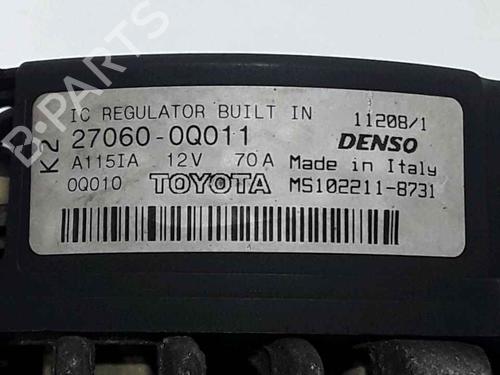 IC REGULATOR BUILT IN 11208/1
K2 27060-0Q011 DENSO
A115IA 12V 70A Made in Italy
0Q010 TOYOTA MS102211-8731
B-PARTS